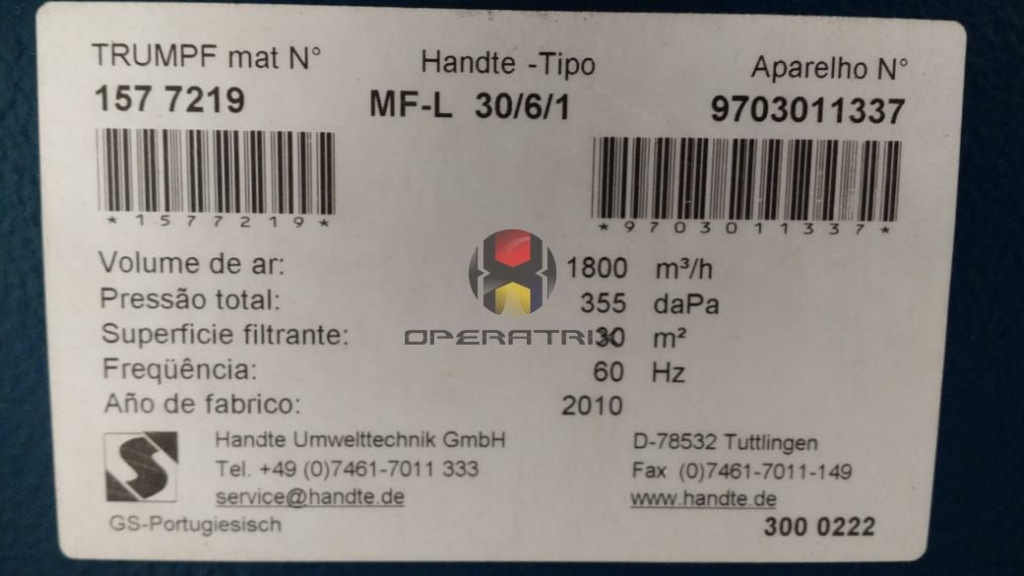 TRUMPF mat N° Handte -Tipo Aparelho N°
157 7219 MF-L 30/6/1 9703011337
*1577219* *9703011337*
Volume de ar: 1800 m³/h
Pressão total: 355 daPa
OPERATRIX
Superficie filtrante: 30 m²
Freqüência: 60 Hz
Año de fabrico: 2010
Handte Umwelttechnik GmbH D-78532 Tuttlingen
Tel. +49 (0)7461-7011 333 Fax (0)7461-7011-149
service@handte.de www.handte.de
GS-Portugiesisch 300 0222